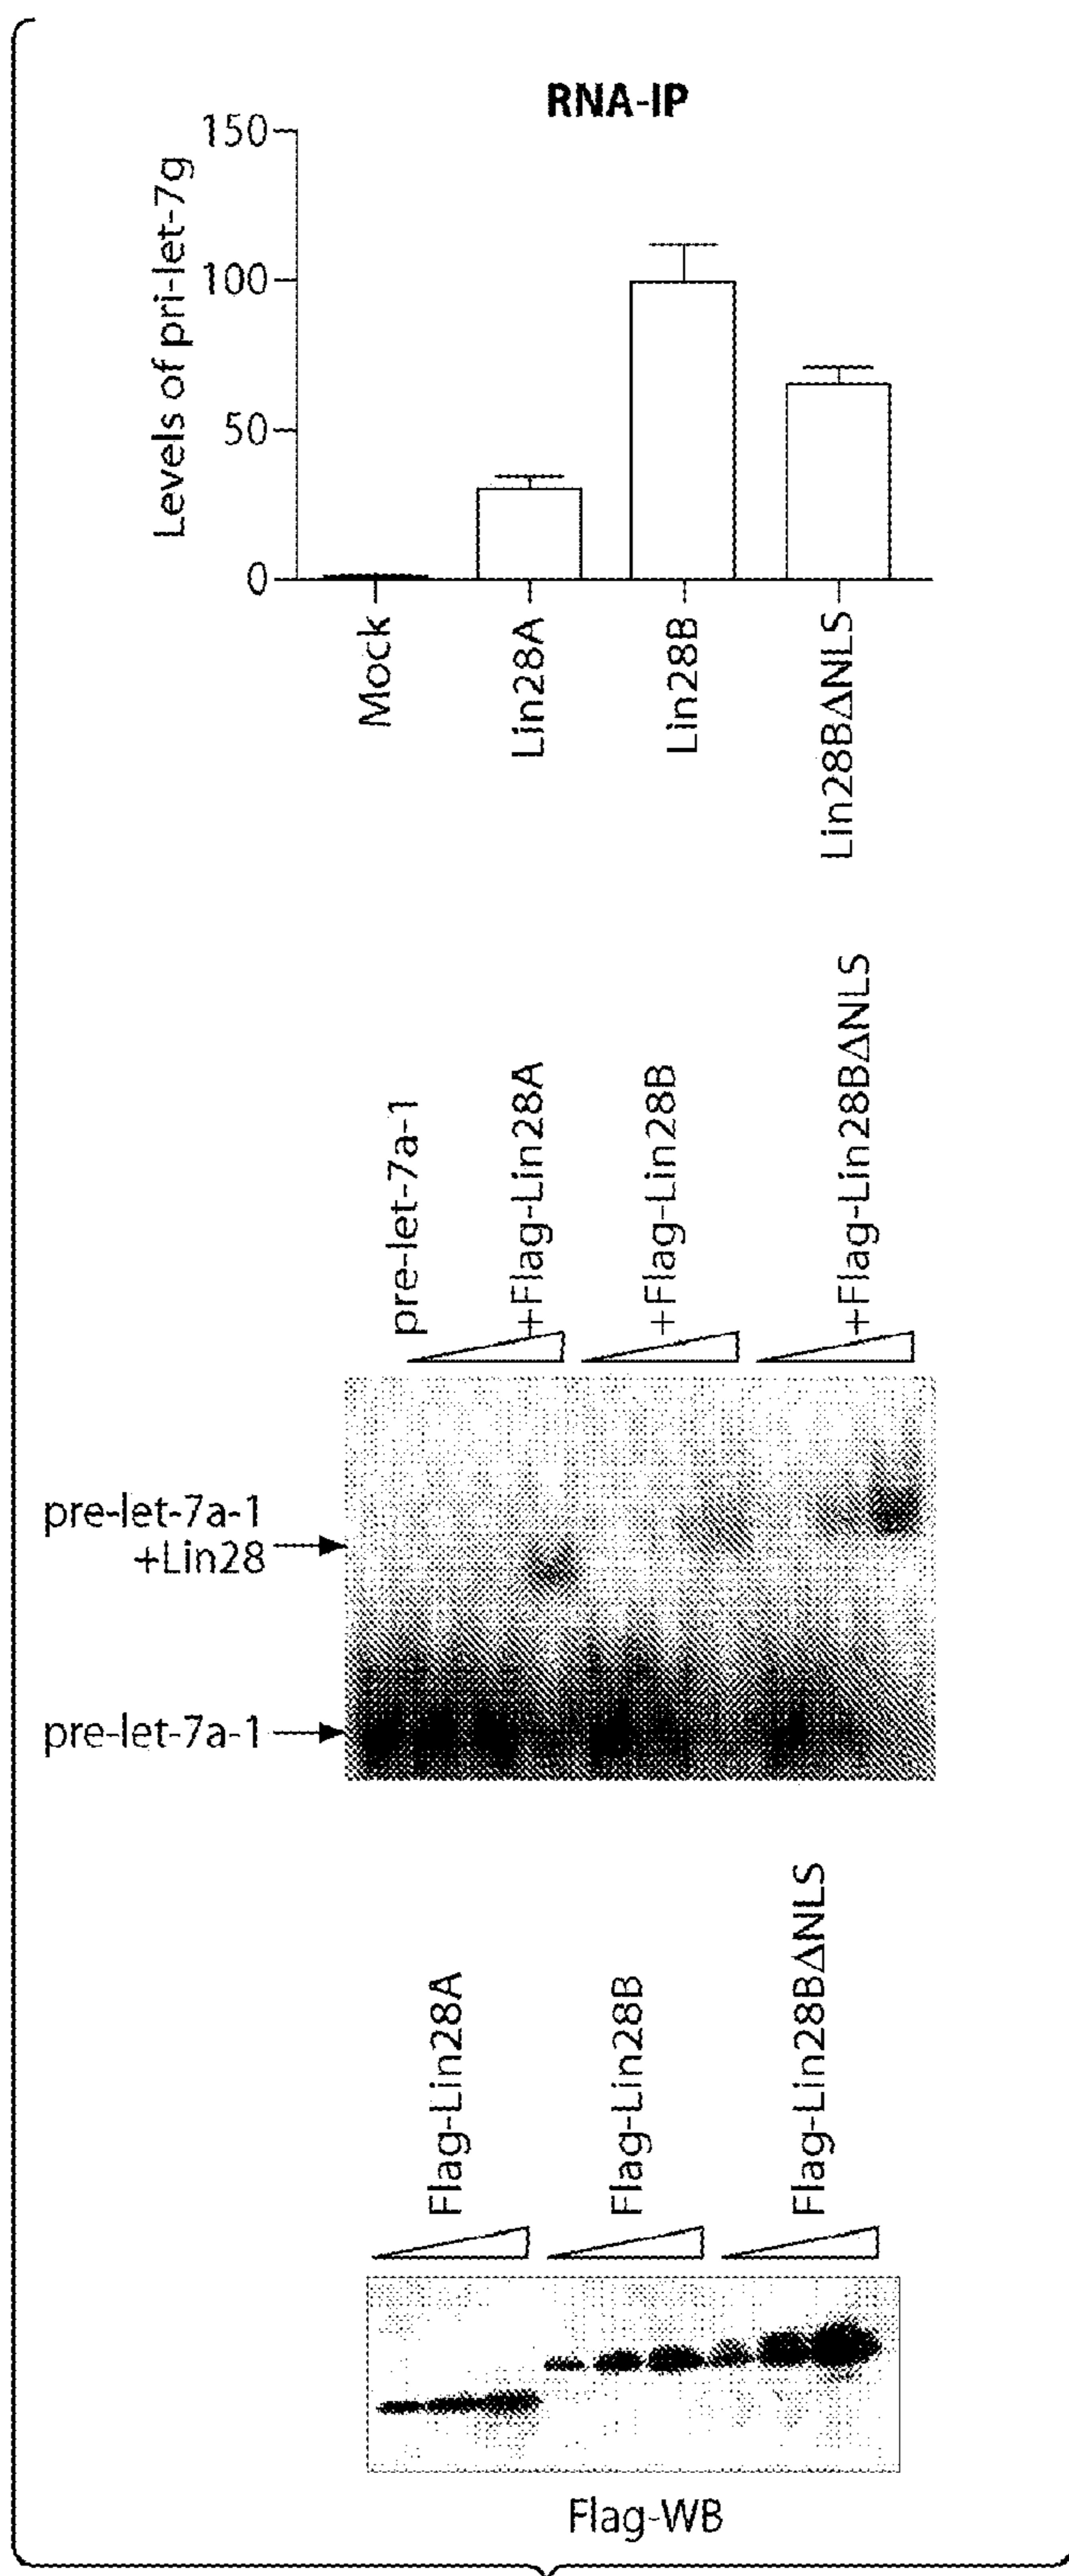 RNA-IP
Levels of pri-let-7g
150
100
50
0
Mock
Lin28A
Lin28B
Lin28BΔNLS
pre-let-7a-1
+Flag-Lin28A
+Flag-Lin28B
+Flag-Lin28BΔNLS
pre-let-7a-1
+Lin28
pre-let-7a-1
Flag-Lin28A
Flag-Lin28B
Flag-Lin28BΔNLS
Flag-WB